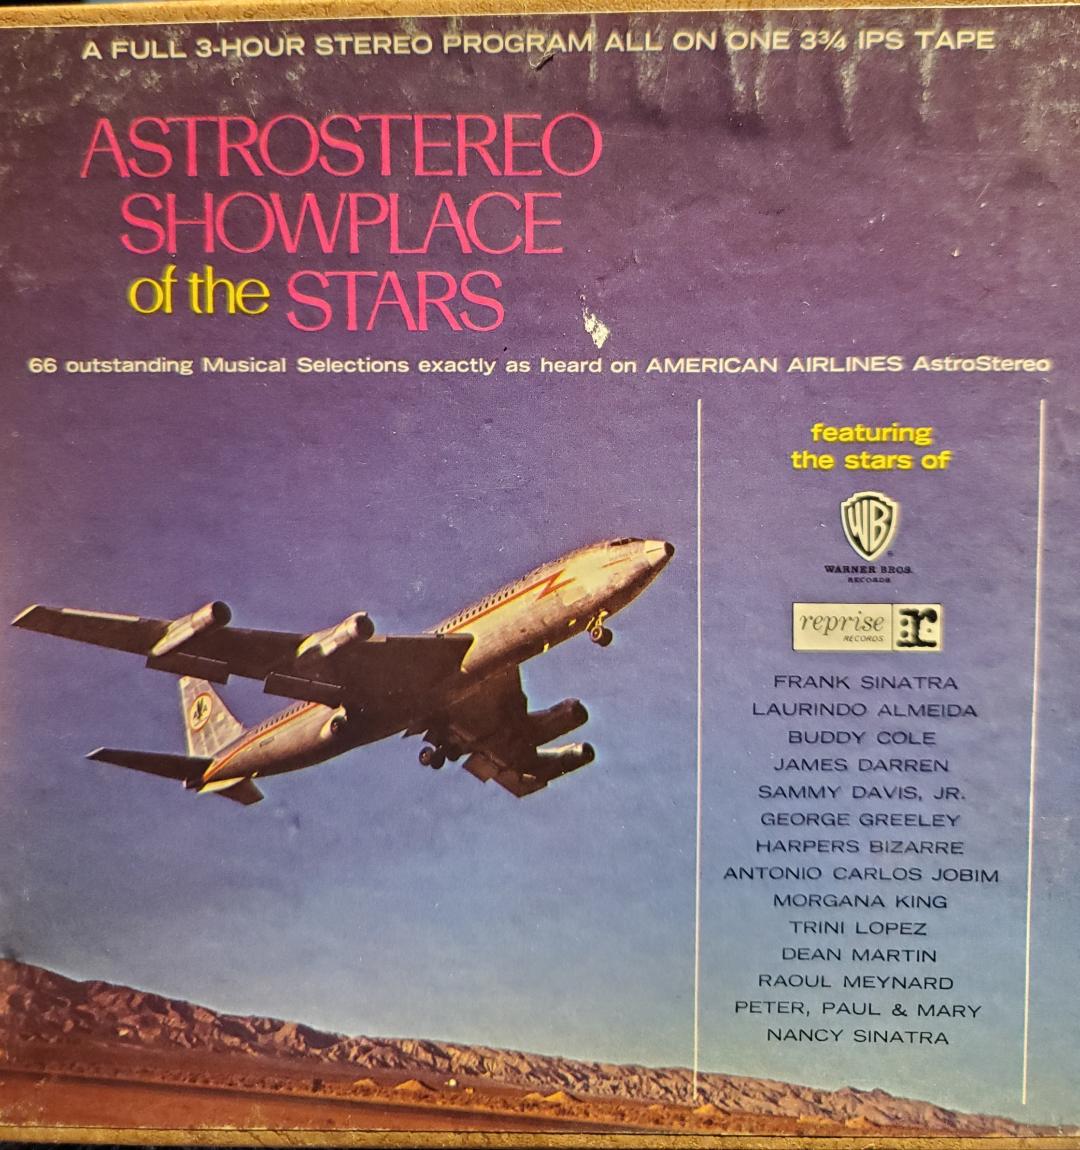 A FULL 3-HOUR STEREO PROGRAM ALL ON ONE 3¾ IPS TAPE
ASTROSTEREO
SHOWPLACE
of the STARS
66 outstanding Musical Selections exactly as heard on AMERICAN AIRLINES AstroStereo
featuring
the stars of
WB
WARNER BROS.
RECORDS
reprise r:
RECORDS
FRANK SINATRA
LAURINDO ALMEIDA
BUDDY COLE
JAMES DARREN
SAMMY DAVIS, JR.
GEORGE GREELEY
HARPERS BIZARRE
ANTONIO CARLOS JOBIM
MORGANA KING
TRINI LOPEZ
DEAN MARTIN
RAOUL MEYNARD
PETER, PAUL & MARY
NANCY SINATRA